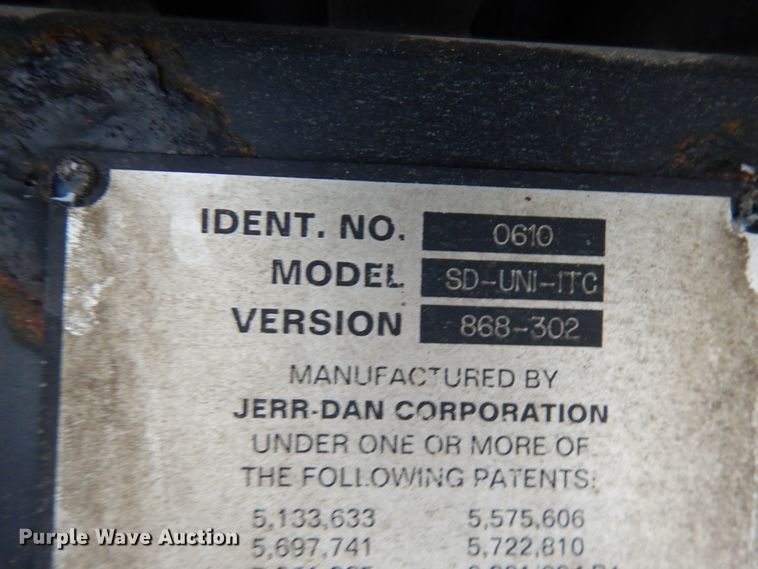 IDENT. NO. 0610
MODEL SD-UNI-1TC
VERSION 868-302
MANUFACTURED BY
JERR-DAN CORPORATION
UNDER ONE OR MORE OF
THE FOLLOWING PATENTS:
5,133,633 5,575,606
5,697,741 5,722,810
Purple Wave Auction